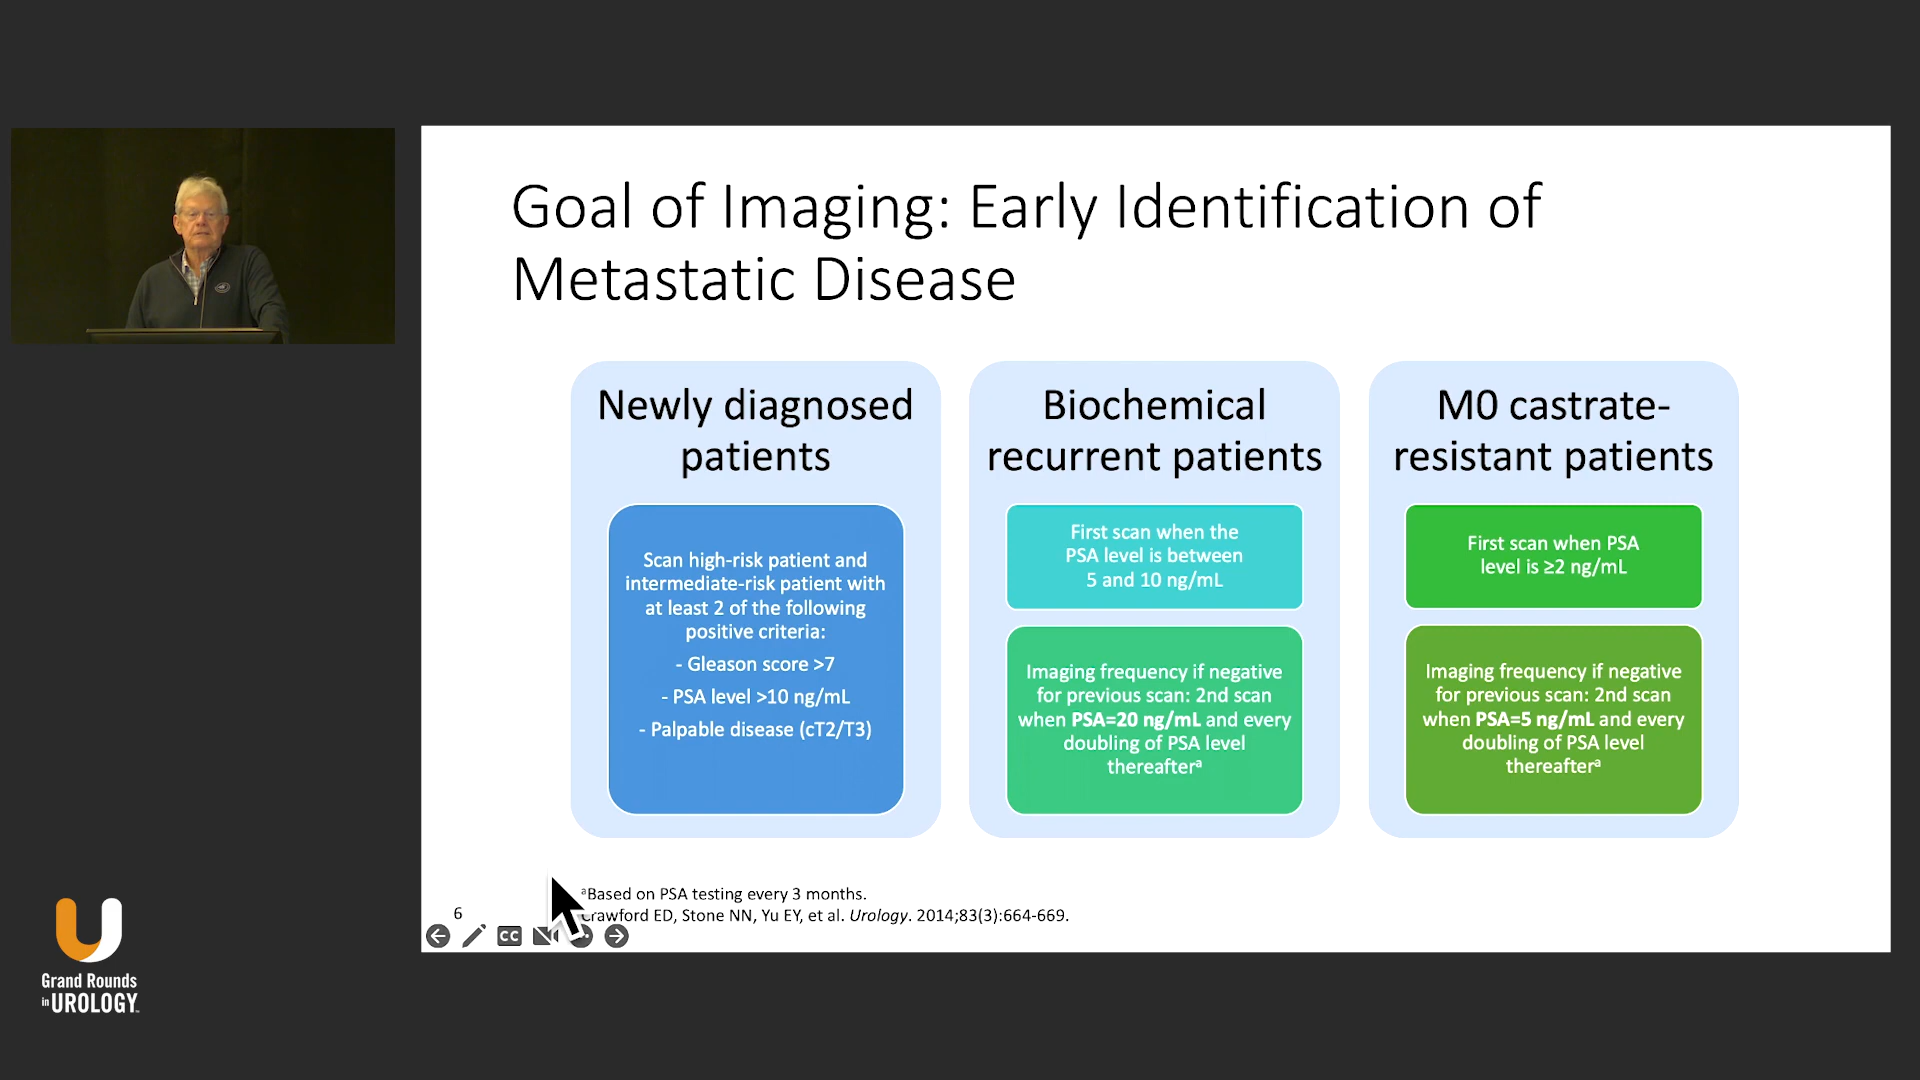 Goal of Imaging: Early Identification of
Metastatic Disease
Newly diagnosed
patients
Scan high-risk patient and
intermediate-risk patient with
at least 2 of the following
positive criteria:
- Gleason score >7
- PSA level >10 ng/mL
- Palpable disease (cT2/T3)
Biochemical
recurrent patients
First scan when the
PSA level is between
5 and 10 ng/mL
Imaging frequency if negative
for previous scan: 2nd scan
when PSA=20 ng/mL and every
doubling of PSA level
thereafterᵃ
M0 castrate-
resistant patients
First scan when PSA
level is ≥2 ng/mL
Imaging frequency if negative
for previous scan: 2nd scan
when PSA=5 ng/mL and every
doubling of PSA level
thereafterᵃ
ᵃBased on PSA testing every 3 months.
Crawford ED, Stone NN, Yu EY, et al. Urology. 2014;83(3):664-669.
6
CC
Grand Rounds
in UROLOGY